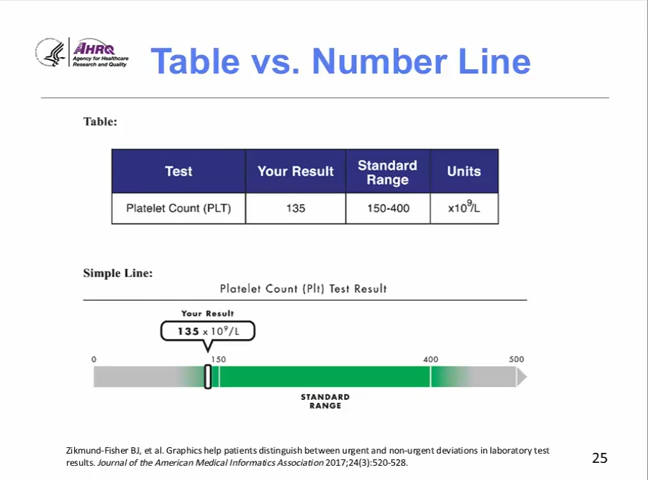 AHRQ
Agency for Healthcare
Research and Quality
Table vs. Number Line
Table:
Test Your Result Standard Range Units
Platelet Count (PLT) 135 150-400 x10⁹/L
Simple Line:
Platelet Count (Plt) Test Result
Your Result
135 x 10⁹/L
0 150 400 500
STANDARD
RANGE
Zikmund-Fisher BJ, et al. Graphics help patients distinguish between urgent and non-urgent deviations in laboratory test
results. Journal of the American Medical Informatics Association 2017;24(3):520-528.
25